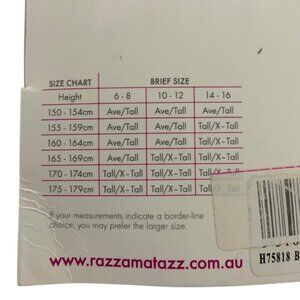 SIZE CHART BRIEF SIZE
Height 6 - 8 10 - 12 14 - 16
150 - 154cm Ave/Tall Ave/Tall Ave/Tall
155 - 159cm Ave/Tall Ave/Tall Tall/X-Tall
160 - 164cm Ave/Tall Ave/Tall Tall/X-Tall
165 - 169cm Ave/Tall Tall/X-Tall Tall/X-Tall
170 - 174cm Tall/X-Tall Tall/X-Tall Tall/X-Tall
175 - 179cm Tall/X-Tall Tall/X-Tall
If your measurements indicate a border-line
choice, you may prefer the larger size.
www.razzamatazz.com.au
H75818 B